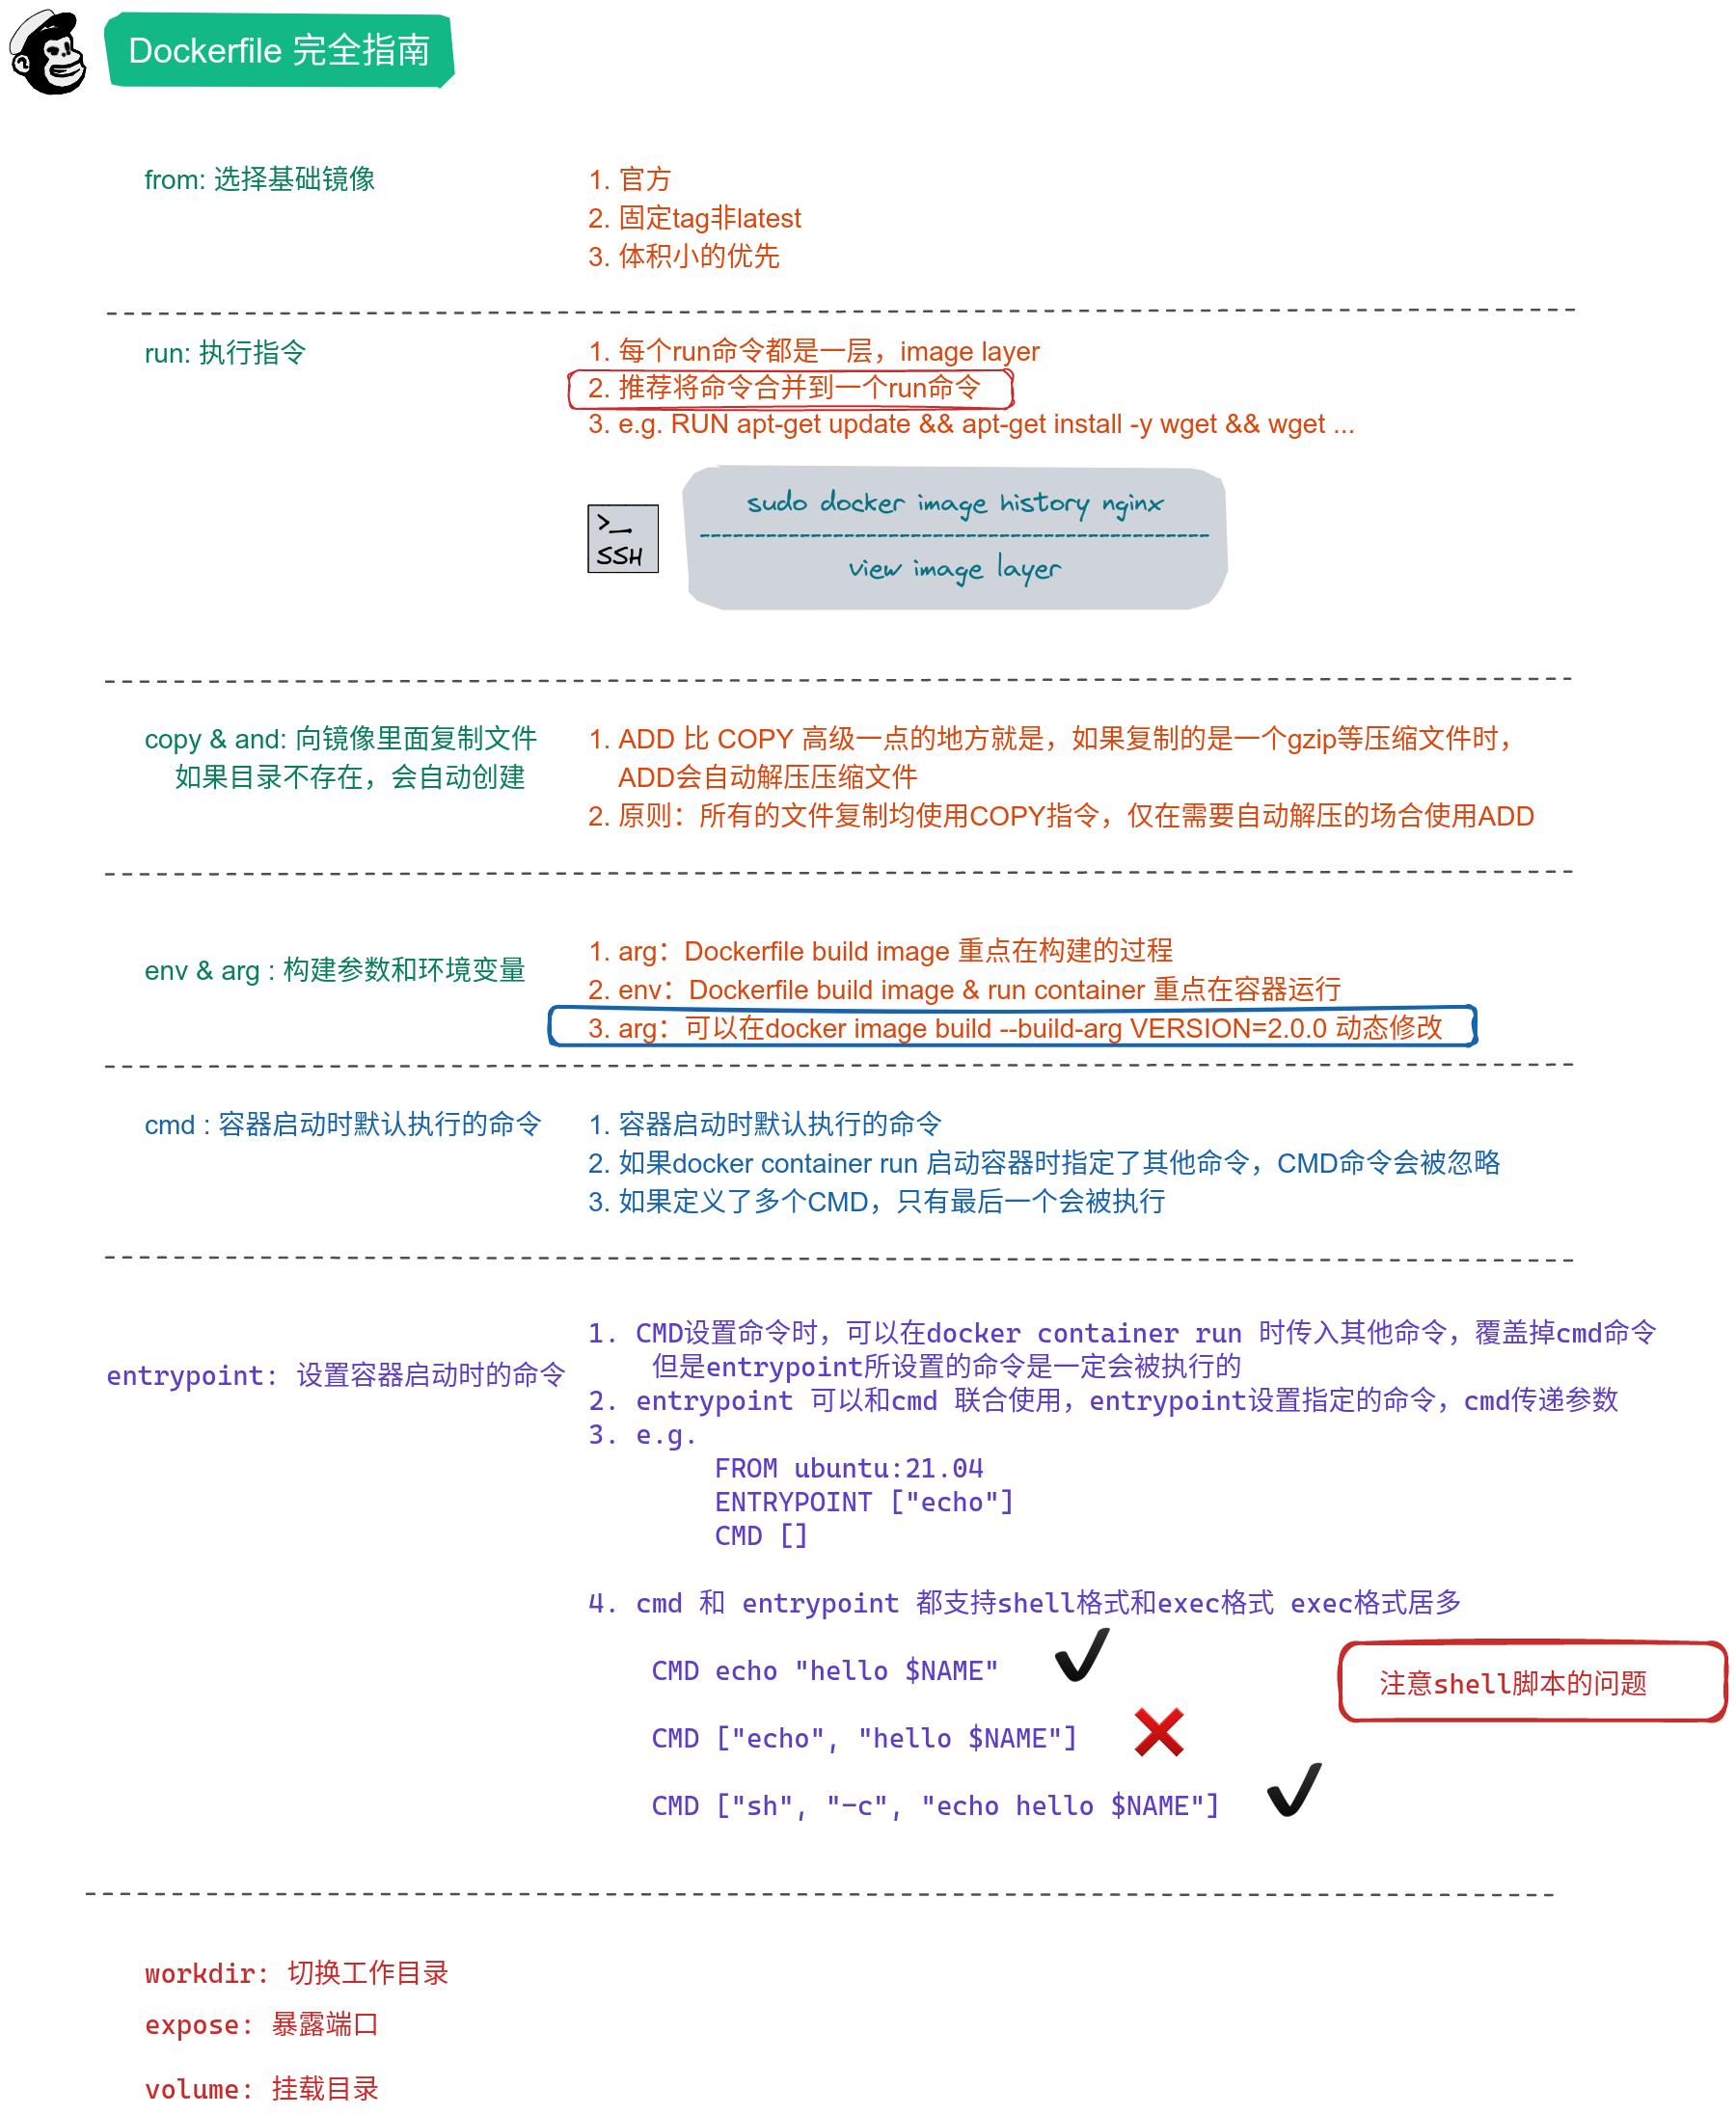 Dockerfile 完全指南
from: 选择基础镜像
1. 官方
2. 固定tag非latest
3. 体积小的优先
run: 执行指令
1. 每个run命令都是一层，image layer
2. 推荐将命令合并到一个run命令
3. e.g. RUN apt-get update && apt-get install -y wget && wget ...
>_
SSH
sudo docker image history nginx
view image layer
copy & and: 向镜像里面复制文件
如果目录不存在，会自动创建
1. ADD 比 COPY 高级一点的地方就是，如果复制的是一个gzip等压缩文件时，
ADD会自动解压压缩文件
2. 原则：所有的文件复制均使用COPY指令，仅在需要自动解压的场合使用ADD
env & arg : 构建参数和环境变量
1. arg：Dockerfile build image 重点在构建的过程
2. env：Dockerfile build image & run container 重点在容器运行
3. arg：可以在docker image build --build-arg VERSION=2.0.0 动态修改
cmd : 容器启动时默认执行的命令
1. 容器启动时默认执行的命令
2. 如果docker container run 启动容器时指定了其他命令，CMD命令会被忽略
3. 如果定义了多个CMD，只有最后一个会被执行
entrypoint: 设置容器启动时的命令
1. CMD设置命令时，可以在docker container run 时传入其他命令，覆盖掉cmd命令
但是entrypoint所设置的命令是一定会被执行的
2. entrypoint 可以和cmd 联合使用，entrypoint设置指定的命令，cmd传递参数
3. e.g.
FROM ubuntu:21.04
ENTRYPOINT ["echo"]
CMD []
4. cmd 和 entrypoint 都支持shell格式和exec格式 exec格式居多
CMD echo "hello $NAME"
注意shell脚本的问题
CMD ["echo", "hello $NAME"]
CMD ["sh", "-c", "echo hello $NAME"]
workdir: 切换工作目录
expose: 暴露端口
volume: 挂载目录